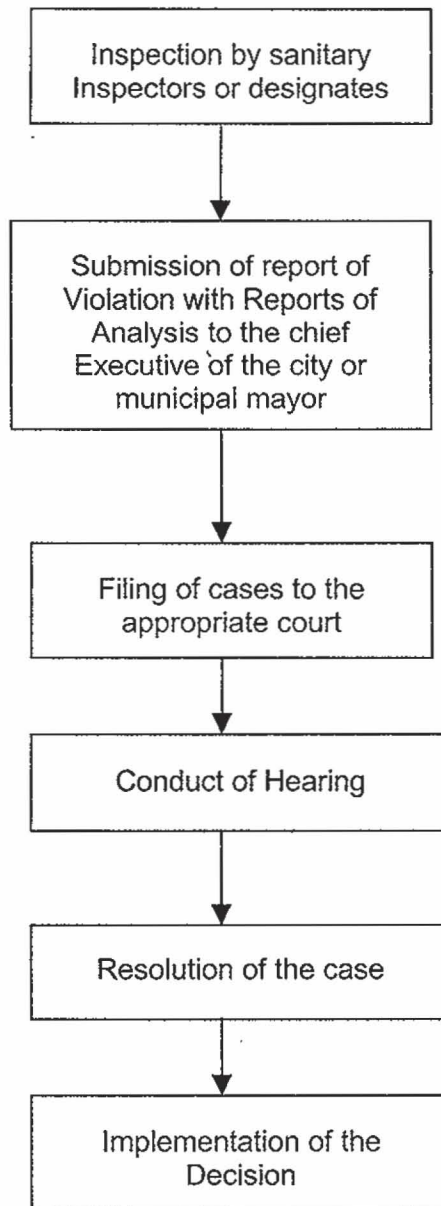 Inspection by sanitary
Inspectors or designates
Submission of report of
Violation with Reports of
Analysis to the chief
Executive of the city or
municipal mayor
Filing of cases to the
appropriate court
Conduct of Hearing
Resolution of the case
Implementation of the
Decision